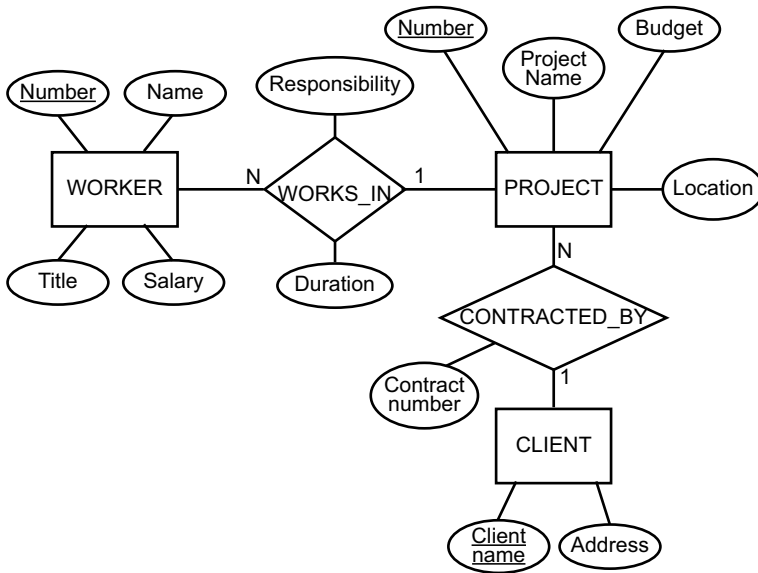 Number
Budget
Project
Name
Responsibility
Number
Name
WORKER
N
WORKS_IN
1
PROJECT
Location
Title
Salary
Duration
N
CONTRACTED_BY
Contract
number
1
CLIENT
Client
name
Address